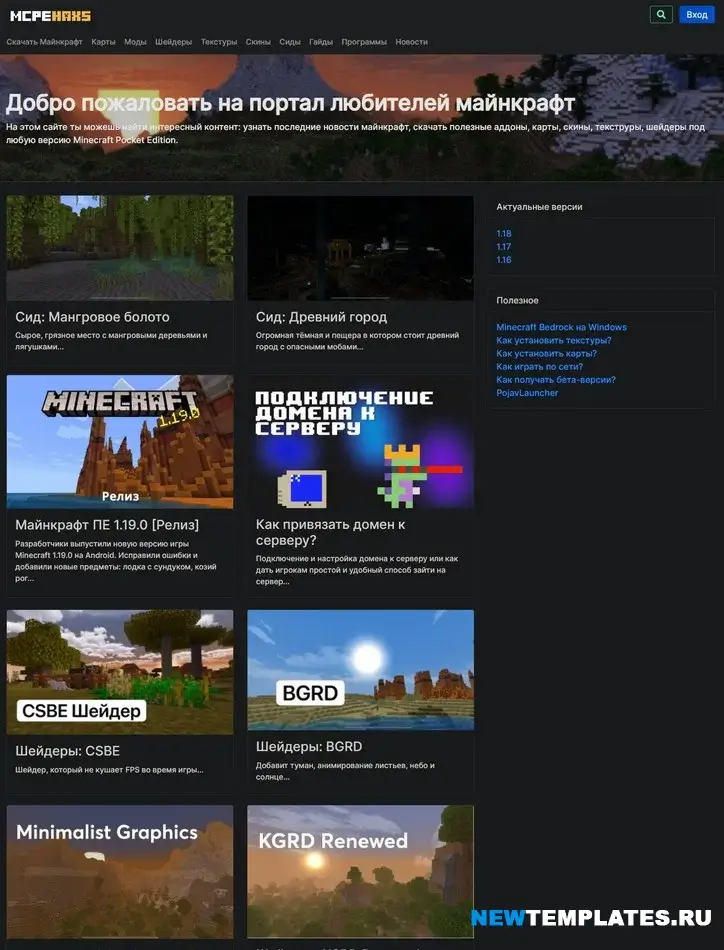 MCPEHAXS
Вход
Скачать Майнкрафт Карты Моды Шейдеры Текстуры Скины Сиды Гайды Программы Новости
Добро пожаловать на портал любителей майнкрафт
На этом сайте ты можешь найти интересный контент: узнать последние новости майнкрафт, скачать полезные аддоны, карты, скины, текструры, шейдеры под
любую версию Minecraft Pocket Edition.
Сид: Мангровое болото
Сырое, грязное место с мангровыми деревьями и
лягушками...
Сид: Древний город
Огромная тёмная и пещера в котором стоит древний
город с опасными мобами...
Актуальные версии
1.18
1.17
1.16
Полезное
Minecraft Bedrock на Windows
Как установить текстуры?
Как установить карты?
Как играть по сети?
Как получать бета-версии?
PojavLauncher
MINECRAFT
1.19.0
Релиз
Майнкрафт ПЕ 1.19.0 [Релиз]
Разработчики выпустили новую версию игры
Minecraft 1.19.0 на Android. Исправили ошибки и
добавили новые предметы: лодка с сундуком, козий
рог...
ПОДКЛЮЧЕНИЕ
ДОМЕНА К
СЕРВЕРУ
Как привязать домен к
серверу?
Подключение и настройка домена к серверу или как
дать игрокам простой и удобный способ зайти на
сервер...
CSBE Шейдер
Шейдеры: CSBE
Шейдер, который не кушает FPS во время игры...
BGRD
Шейдеры: BGRD
Добавит туман, анимирование листьев, небо и
солнце...
Minimalist Graphics
KGRD Renewed
NEWTEMPLATES.RU